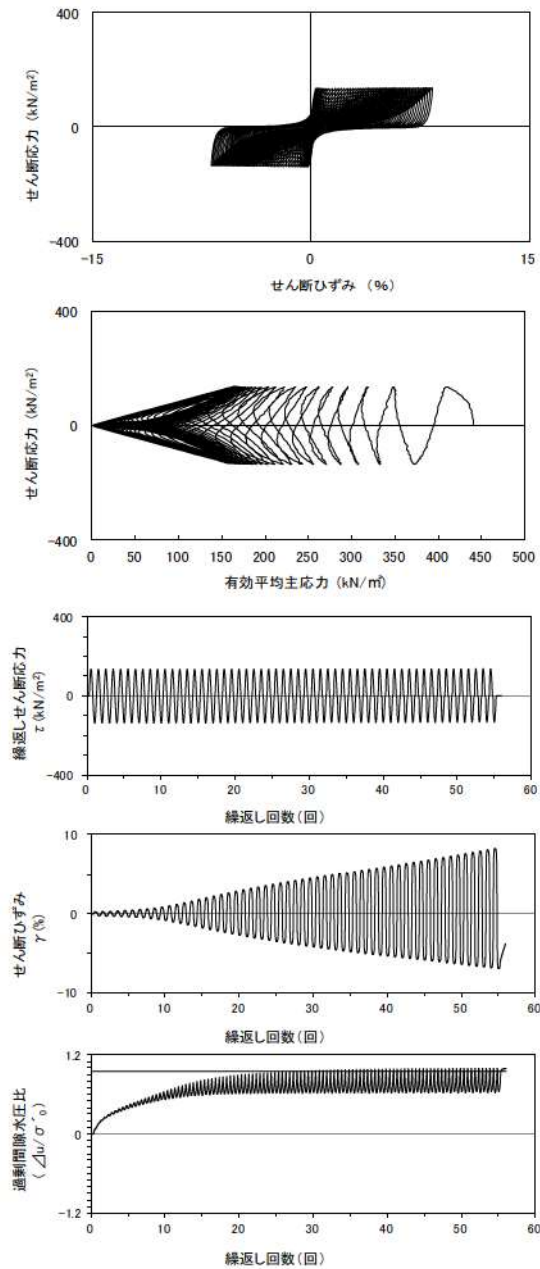 せん断応力 (kN/m²)
400
0
-400
-15
0
15
せん断ひずみ (%)
せん断応力 (kN/m²)
400
0
-400
0 50 100 150 200 250 300 350 400 450 500
有効平均主応力 (kN/㎡)
繰返しせん断応力
τ (kN/m²)
400
0
-400
0 10 20 30 40 50 60
繰返し回数(回)
せん断ひずみ
γ(%)
10
0
-10
0 10 20 30 40 50 60
繰返し回数(回)
過剰間隙水圧比
(⊿u/σ´₀)
1.2
0
-1.2
0 10 20 30 40 50 60
繰返し回数(回)